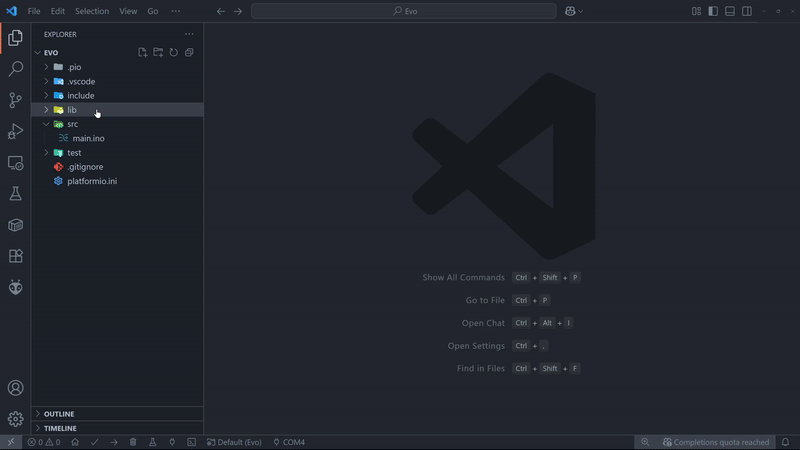 File Edit Selection View Go ··· Evo
EXPLORER ···
EVO
.pio
.vscode
include
lib
src
main.ino
test
.gitignore
platformio.ini
Show All Commands Ctrl + Shift + P
Go to File Ctrl + P
Open Chat Ctrl + Alt + I
Open Settings Ctrl + ,
Find in Files Ctrl + Shift + F
OUTLINE
TIMELINE
0 0 Default (Evo) COM4 Completions quota reached